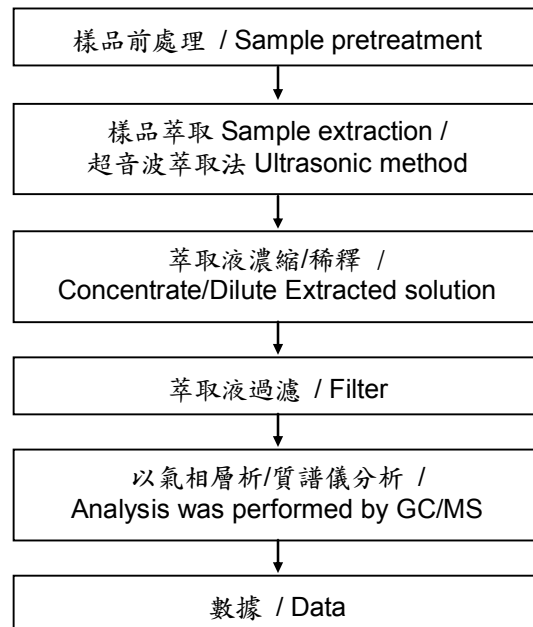 樣品前處理 / Sample pretreatment
樣品萃取 Sample extraction /
超音波萃取法 Ultrasonic method
萃取液濃縮/稀釋 /
Concentrate/Dilute Extracted solution
萃取液過濾 / Filter
以氣相層析/質譜儀分析 /
Analysis was performed by GC/MS
數據 / Data